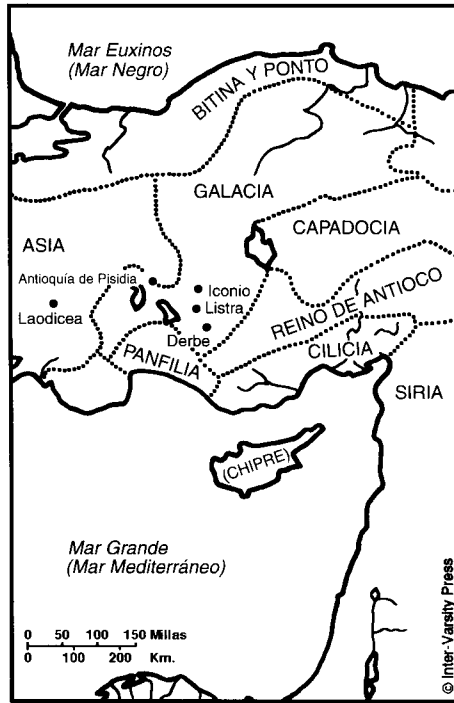 Mar Euxinos
(Mar Negro)
BITINA Y PONTO
GALACIA
CAPADOCIA
ASIA
Antioquía de Pisidia
Iconio
Listra
Laodicea
Derbe
REINO DE ANTIOCO
PANFILIA
CILICIA
SIRIA
(CHIPRE)
Mar Grande
(Mar Mediterráneo)
0 50 100 150 Millas
0 100 200 Km.
© Inter-Varsity Press